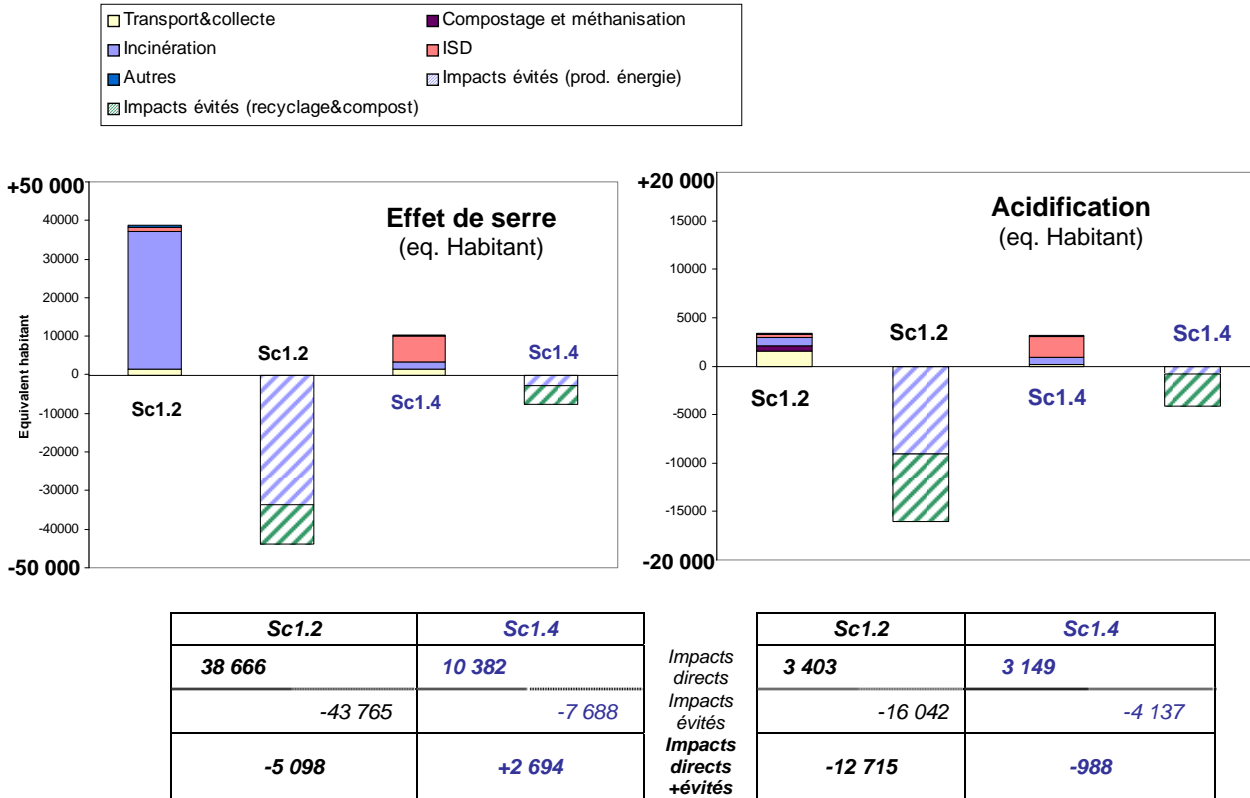 Transport&collecte Compostage et méthanisation
Incinération ISD
Autres Impacts évités (prod. énergie)
Impacts évités (recyclage&compost)
+50 000
40000
30000
20000
10000
0
-10000
-20000
-30000
-40000
-50 000
Equivalent habitant
Effet de serre
(eq. Habitant)
Sc1.2
Sc1.2
Sc1.4
Sc1.4
+20 000
15000
10000
5000
0
-5000
-10000
-15000
-20 000
Acidification
(eq. Habitant)
Sc1.2
Sc1.4
Sc1.2
Sc1.4
Sc1.2 Sc1.4 Sc1.2 Sc1.4
38 666 10 382 Impacts directs 3 403 3 149
-43 765 -7 688 Impacts évités -16 042 -4 137
-5 098 +2 694 Impacts directs +évités -12 715 -988